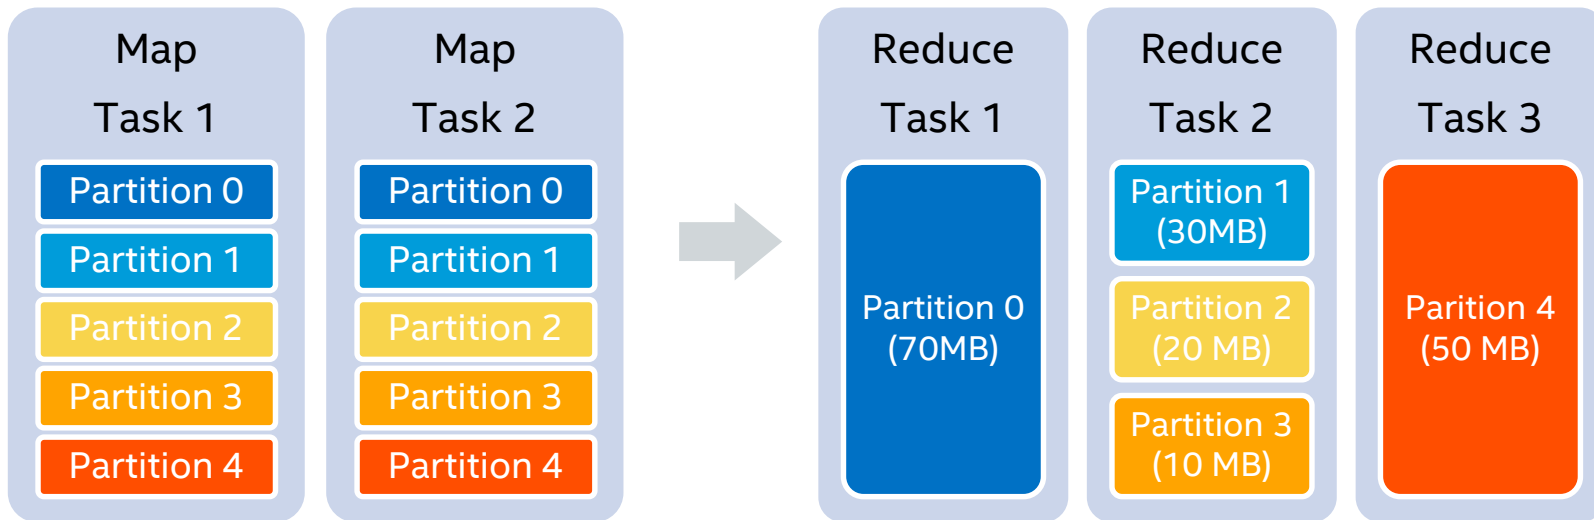 Map
Task 1
Partition 0
Partition 1
Partition 2
Partition 3
Partition 4
Map
Task 2
Partition 0
Partition 1
Partition 2
Partition 3
Partition 4
Reduce
Task 1
Partition 0
(70MB)
Reduce
Task 2
Partition 1
(30MB)
Partition 2
(20 MB)
Partition 3
(10 MB)
Reduce
Task 3
Parition 4
(50 MB)